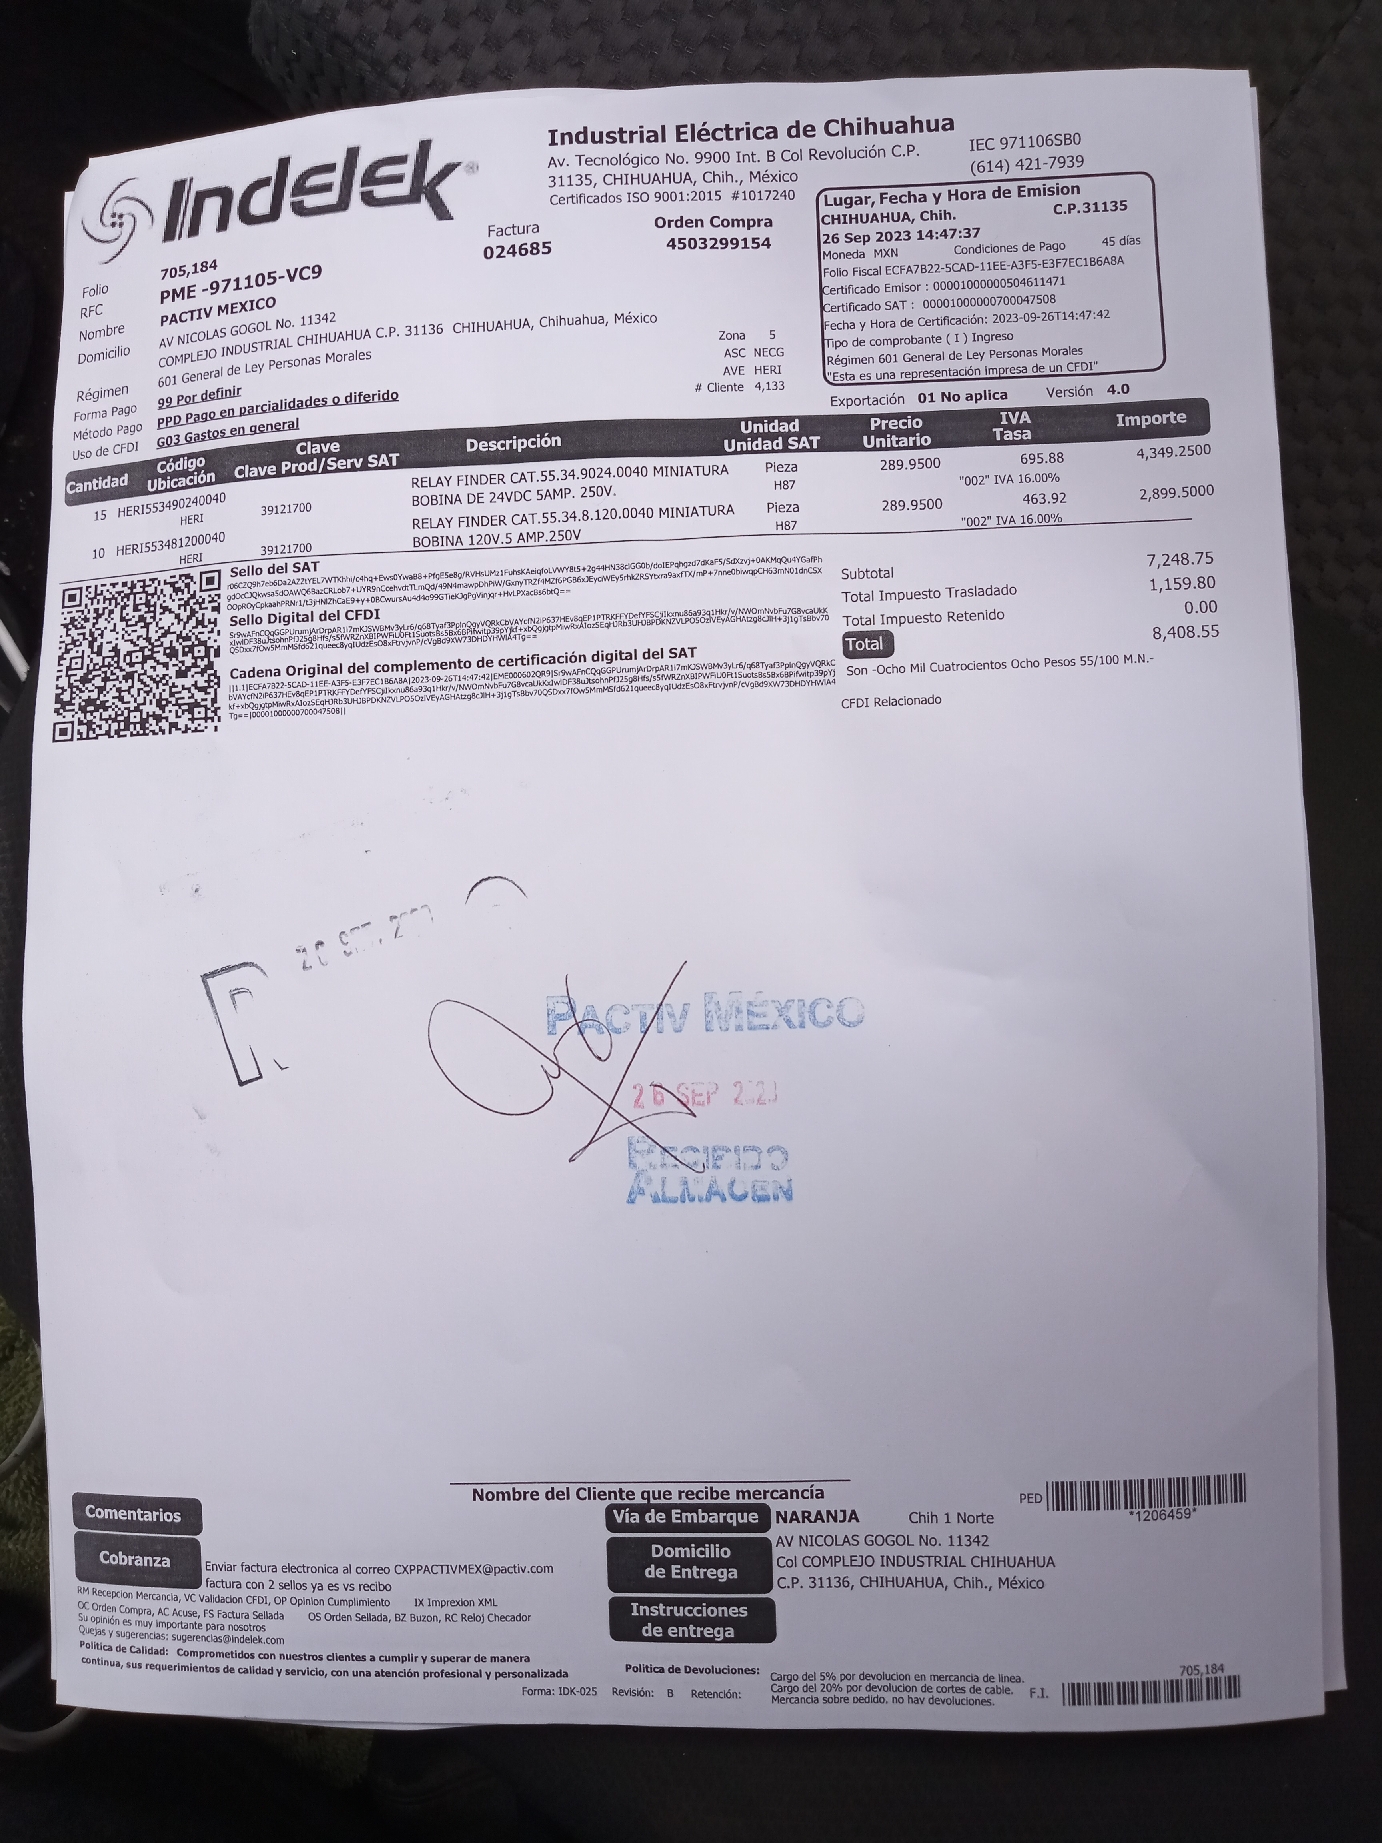 Indelek
Industrial Eléctrica de Chihuahua
Av. Tecnológico No. 9900 Int. B Col Revolución C.P.
31135, CHIHUAHUA, Chih., México
Certificados ISO 9001:2015 #1017240
IEC 971106SB0
(614) 421-7939
Factura
024685
Orden Compra
4503299154
Lugar, Fecha y Hora de Emision
CHIHUAHUA, Chih. C.P.31135
26 Sep 2023 14:47:37
Moneda MXN Condiciones de Pago 45 días
Folio Fiscal ECFA7B22-5CAD-11EE-A3F5-E3F7EC1B6A8A
Certificado Emisor : 00001000000504611471
Certificado SAT : 00001000000700047508
Fecha y Hora de Certificación: 2023-09-26T14:47:42
Tipo de comprobante ( I ) Ingreso
Régimen 601 General de Ley Personas Morales
"Esta es una representación Impresa de un CFDI"
Folio 705,184
RFC PME -971105-VC9
Nombre PACTIV MEXICO
Domicilio AV NICOLAS GOGOL No. 11342
COMPLEJO INDUSTRIAL CHIHUAHUA C.P. 31136 CHIHUAHUA, Chihuahua, México
Régimen 601 General de Ley Personas Morales
Forma Pago 99 Por definir
Método Pago PPD Pago en parcialidades o diferido
Uso de CFDI G03 Gastos en general
Zona 5
ASC NECG
AVE HERI
# Cliente 4,133
Exportación 01 No aplica Versión 4.0
Cantidad Código Ubicación Clave Clave Prod/Serv SAT Descripción Unidad Unidad SAT Precio Unitario IVA Tasa Importe
15 HERI553490240040 39121700 RELAY FINDER CAT.55.34.9024.0040 MINIATURA Pieza 289.9500 695.88 4,349.2500
HERI BOBINA DE 24VDC 5AMP. 250V. H87 "002" IVA 16.00%
10 HERI553481200040 39121700 RELAY FINDER CAT.55.34.8.120.0040 MINIATURA Pieza 289.9500 463.92 2,899.5000
HERI BOBINA 120V.5 AMP.250V H87 "002" IVA 16.00%
Sello del SAT
Sello Digital del CFDI
Cadena Original del complemento de certificación digital del SAT
Tg==|00001000000700047508||
Subtotal 7,248.75
Total Impuesto Trasladado 1,159.80
Total Impuesto Retenido 0.00
Total 8,408.55
Son -Ocho Mil Cuatrocientos Ocho Pesos 55/100 M.N.-
CFDI Relacionado
PACTIV MÉXICO
26 SEP
ALMACEN
Nombre del Cliente que recibe mercancía
PED *1206459*
Comentarios
Vía de Embarque NARANJA Chih 1 Norte
Cobranza
Enviar factura electronica al correo CXPPACTIVMEX@pactiv.com
factura con 2 sellos ya es vs recibo
Domicilio de Entrega
AV NICOLAS GOGOL No. 11342
Col COMPLEJO INDUSTRIAL CHIHUAHUA
C.P. 31136, CHIHUAHUA, Chih., México
Instrucciones de entrega
RM Recepcion Mercancia, VC Validacion CFDI, OP Opinion Cumplimiento IX Imprexion XML
OC Orden Compra, AC Acuse, FS Factura Sellada OS Orden Sellada, BZ Buzon, RC Reloj Checador
Su opinión es muy importante para nosotros
Quejas y sugerencias: sugerencias@indelek.com
Política de Calidad: Comprometidos con nuestros clientes a cumplir y superar de manera
continua, sus requerimientos de calidad y servicio, con una atención profesional y personalizada
Forma: IDK-025 Revisión: B Retención:
Politica de Devoluciones:
Cargo del 5% por devolucion en mercancia de linea.
Cargo del 20% por devolucion de cortes de cable.
Mercancia sobre pedido, no hay devoluciones.
F.I. 705,184